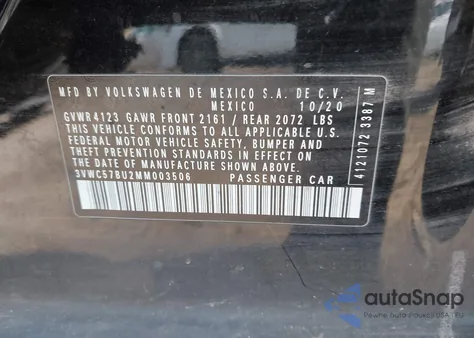 MFD BY VOLKSWAGEN DE MEXICO S.A. DE C.V.
MEXICO 10/20
GVWR4123 GAWR FRONT 2161 / REAR 2072 LBS
THIS VEHICLE CONFORMS TO ALL APPLICABLE
FEDERAL MOTOR VEHICLE SAFETY, BUMPER AND
THEFT PREVENTION STANDARDS IN EFFECT ON
THE DATE OF MANUFACTURE SHOWN ABOVE
3VWC57BU2MM003506
PASSENGER CAR
4121072 3387 M
autoSnap